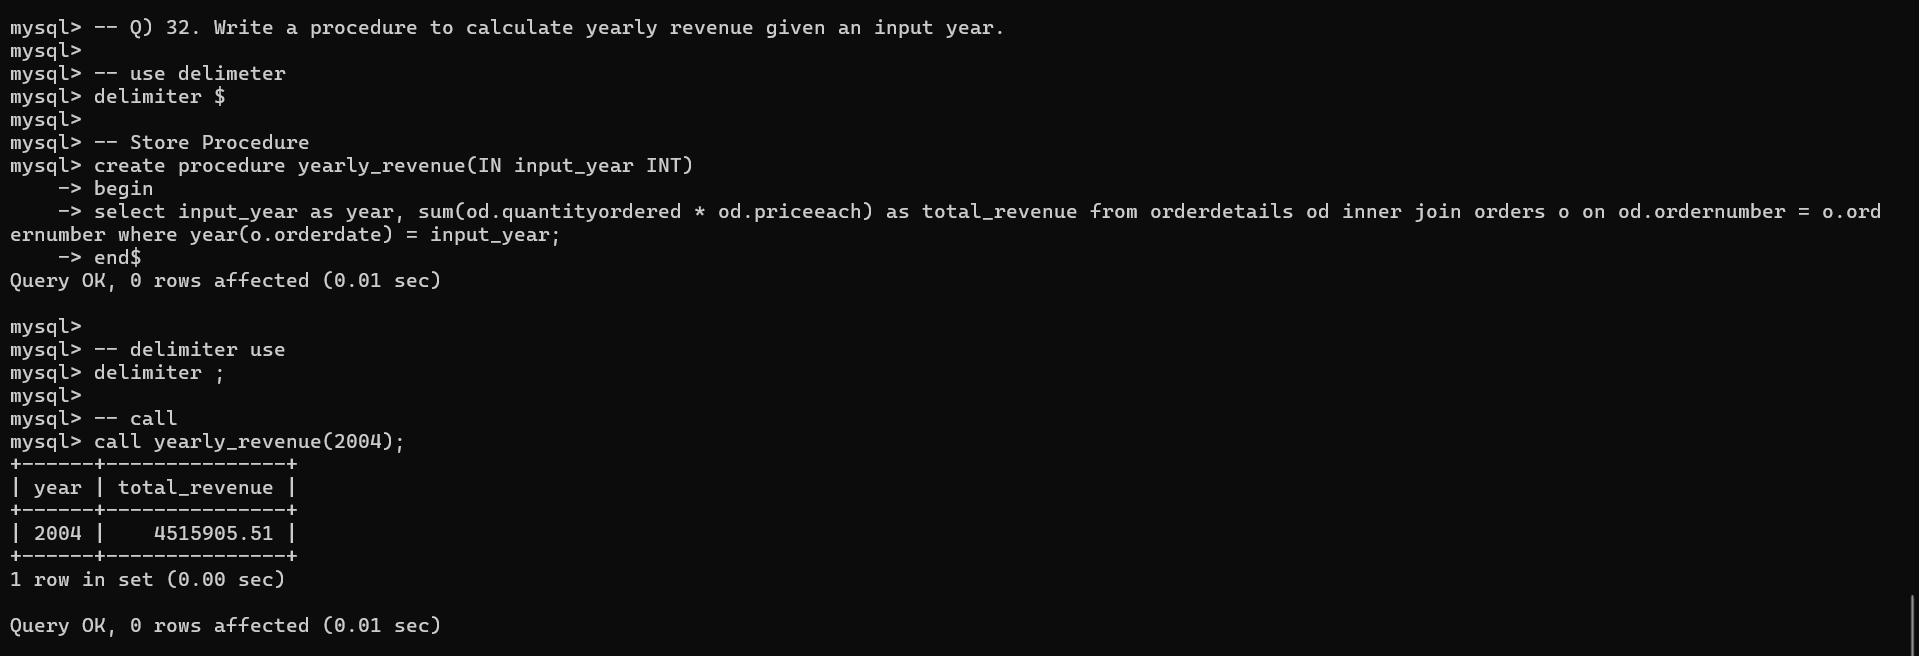 mysql> -- Q) 32. Write a procedure to calculate yearly revenue given an input year.
mysql>
mysql> -- use delimeter
mysql> delimiter $
mysql>
mysql> -- Store Procedure
mysql> create procedure yearly_revenue(IN input_year INT)
    -> begin
    -> select input_year as year, sum(od.quantityordered * od.priceeach) as total_revenue from orderdetails od inner join orders o on od.ordernumber = o.ord
ernumber where year(o.orderdate) = input_year;
    -> end$
Query OK, 0 rows affected (0.01 sec)

mysql>
mysql> -- delimiter use
mysql> delimiter ;
mysql>
mysql> -- call
mysql> call yearly_revenue(2004);
+------+---------------+
| year | total_revenue |
+------+---------------+
| 2004 |    4515905.51 |
+------+---------------+
1 row in set (0.00 sec)

Query OK, 0 rows affected (0.01 sec)